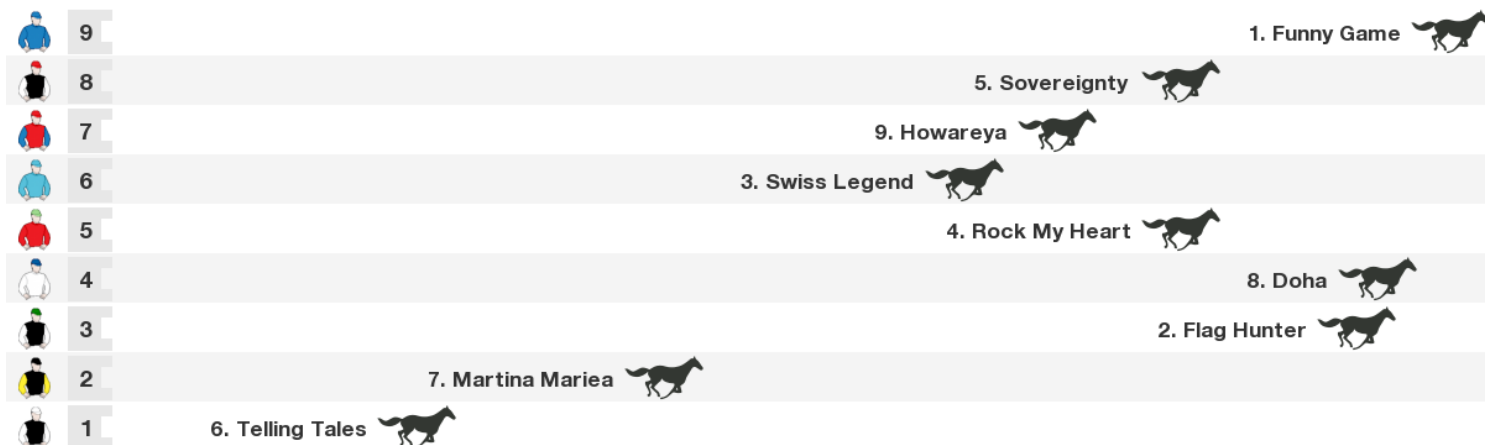 9 1. Funny Game
8 5. Sovereignty
7 9. Howareya
6 3. Swiss Legend
5 4. Rock My Heart
4 8. Doha
3 2. Flag Hunter
2 7. Martina Mariea
1 6. Telling Tales